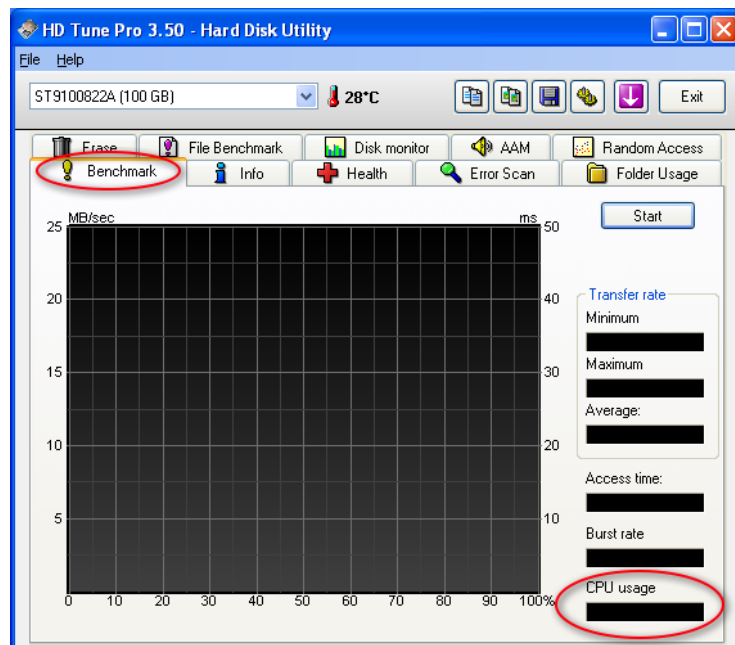 HD Tune Pro 3.50 - Hard Disk Utility
File Help
ST9100822A (100 GB)
28°C
Exit
Erase
File Benchmark
Disk monitor
AAM
Random Access
Benchmark
Info
Health
Error Scan
Folder Usage
MB/sec
ms
Start
25
50
20
40
15
30
10
20
5
10
0 10 20 30 40 50 60 70 80 90 100%
Transfer rate
Minimum
Maximum
Average:
Access time:
Burst rate
CPU usage